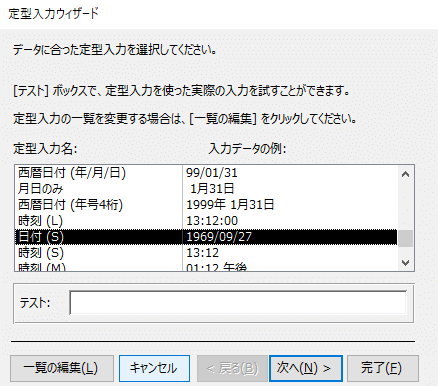 定型入力ウィザード
データに合った定型入力を選択してください。
[テスト] ボックスで、定型入力を使った実際の入力を試すことができます。
定型入力の一覧を変更する場合は、[一覧の編集] をクリックしてください。
定型入力名: 入力データの例:
西暦日付 (年/月/日) 99/01/31
月日のみ 1月31日
西暦日付 (年号4桁) 1999年 1月31日
時刻 (L) 13:12:00
日付 (S) 1969/09/27
時刻 (S) 13:12
時刻 (M) 01:12 午後
テスト:
一覧の編集(L) キャンセル < 戻る(B) 次へ(N) > 完了(F)